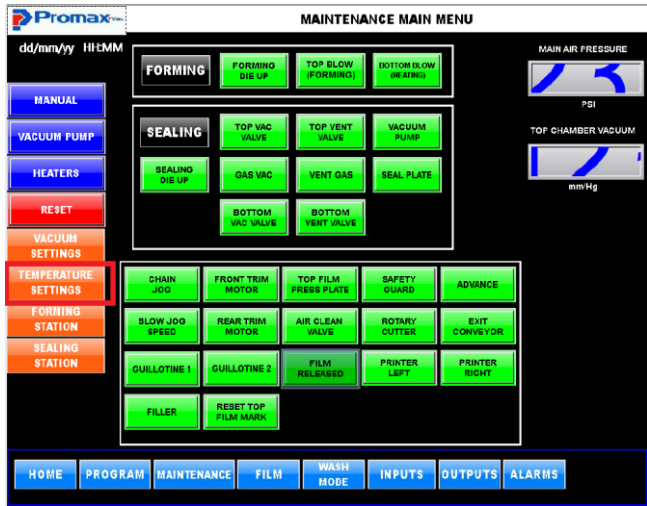 Promax
MAINTENANCE MAIN MENU
dd/mm/yy HH:MM
MANUAL
VACUUM PUMP
HEATERS
RESET
VACUUM
SETTINGS
TEMPERATURE
SETTINGS
FORMING
STATION
SEALING
STATION
FORMING
FORMING
DIE UP
TOP BLOW
(FORMING)
BOTTOM BLOW
(HEATING)
SEALING
TOP VAC
VALVE
TOP VENT
VALVE
VACUUM
PUMP
SEALING
DIE UP
GAS VAC
VENT GAS
SEAL PLATE
BOTTOM
VAC VALVE
BOTTOM
VENT VALVE
MAIN AIR PRESSURE
PSI
TOP CHAMBER VACUUM
mm/Hg
CHAIN
JOG
FRONT TRIM
MOTOR
TOP FILM
PRESS PLATE
SAFETY
GUARD
ADVANCE
SLOW JOG
SPEED
REAR TRIM
MOTOR
AIR CLEAN
VALVE
ROTARY
CUTTER
EXIT
CONVEYOR
GUILLOTINE 1
GUILLOTINE 2
FILM
RELEASED
PRINTER
LEFT
PRINTER
RIGHT
FILLER
RESET TOP
FILM MARK
HOME
PROGRAM
MAINTENANCE
FILM
WASH
MODE
INPUTS
OUTPUTS
ALARMS